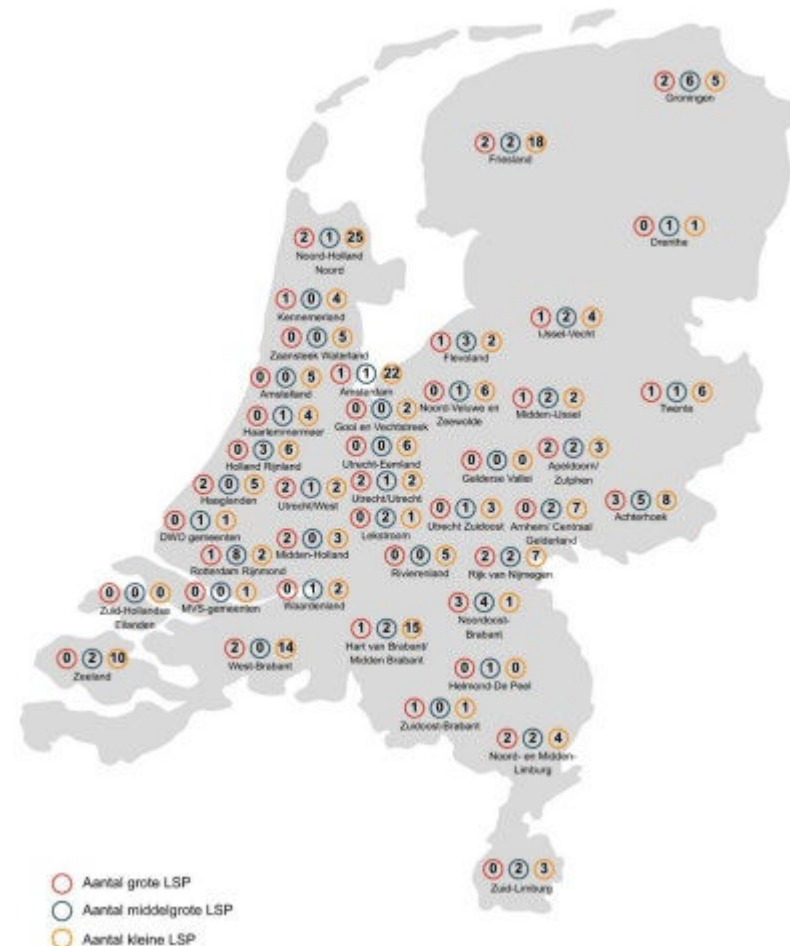 2 6 5
Groningen
2 2 18
Friesland
0 1 1
Drenthe
2 1 25
Noord-Holland
Noord
1 0 4
Kennemerland
1 2 4
IJssel-Vecht
0 0 5
Zaansteek Waterland
1 3 2
Flevoland
0 0 5
Amstelland
1 1 22
Amsterdam
0 1 6
Noord-Veluwe en
Zeewolde
1 2 2
Midden-IJssel
1 1 6
Twente
0 1 4
Haarlemmermeer
0 0 2
Gooi en Vechtstreek
0 3 6
Holland Rijnland
0 0 6
Utrecht-Eemland
0 0 0
Gelderse Vallei
2 2 3
Apeldoorn/
Zutphen
2 0 5
Haaglanden
2 1 2
Utrecht/West
2 1 2
Utrecht/Utrecht
3 5 8
Achterhoek
0 1 1
DWO gemeenten
0 2 1
Lekstroom
0 1 3
Utrecht Zuidoost
0 2 7
Arnhem/ Centraal
Gelderland
2 0 3
Midden-Holland
1 8 2
Rotterdam Rijnmond
0 0 5
Rivierenland
2 2 7
Rijk van Nijmegen
0 0 0
Zuid-Hollandse
Eilanden
0 0 1
MVS-gemeenten
0 1 2
Waardenland
3 4 1
Noordoost-
Brabant
1 2 15
Hart van Brabant/
Midden Brabant
0 2 10
Zeeland
2 0 14
West-Brabant
0 1 0
Helmond-De Peel
1 0 1
Zuidoost-Brabant
2 2 4
Noord- en Midden-
Limburg
0 2 3
Zuid-Limburg
Aantal grote LSP
Aantal middelgrote LSP
Aantal kleine LSP